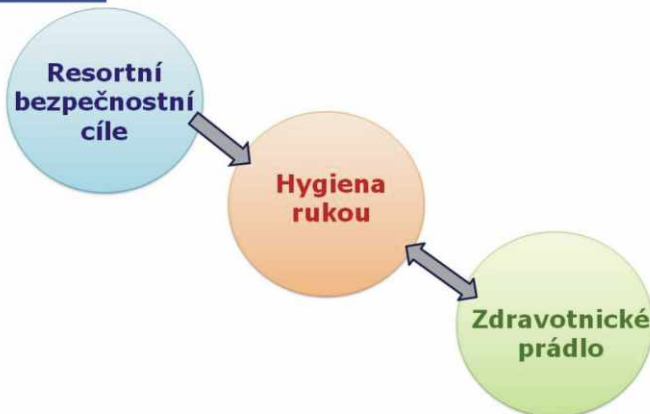 Resortní
bezpečnostní
cíle
Hygiena
rukou
Zdravotnické
prádlo